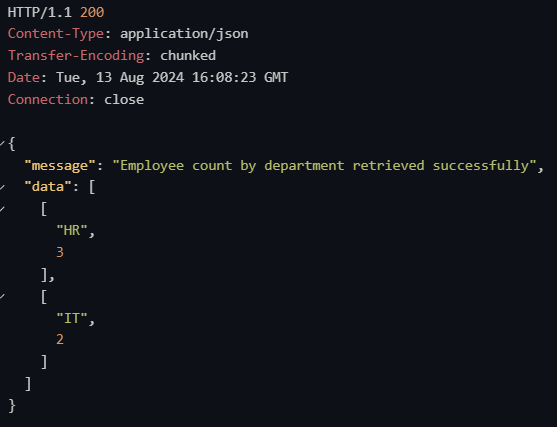 HTTP/1.1 200
Content-Type: application/json
Transfer-Encoding: chunked
Date: Tue, 13 Aug 2024 16:08:23 GMT
Connection: close
{
"message": "Employee count by department retrieved successfully",
"data": [
[
"HR",
3
],
[
"IT",
2
]
]
}